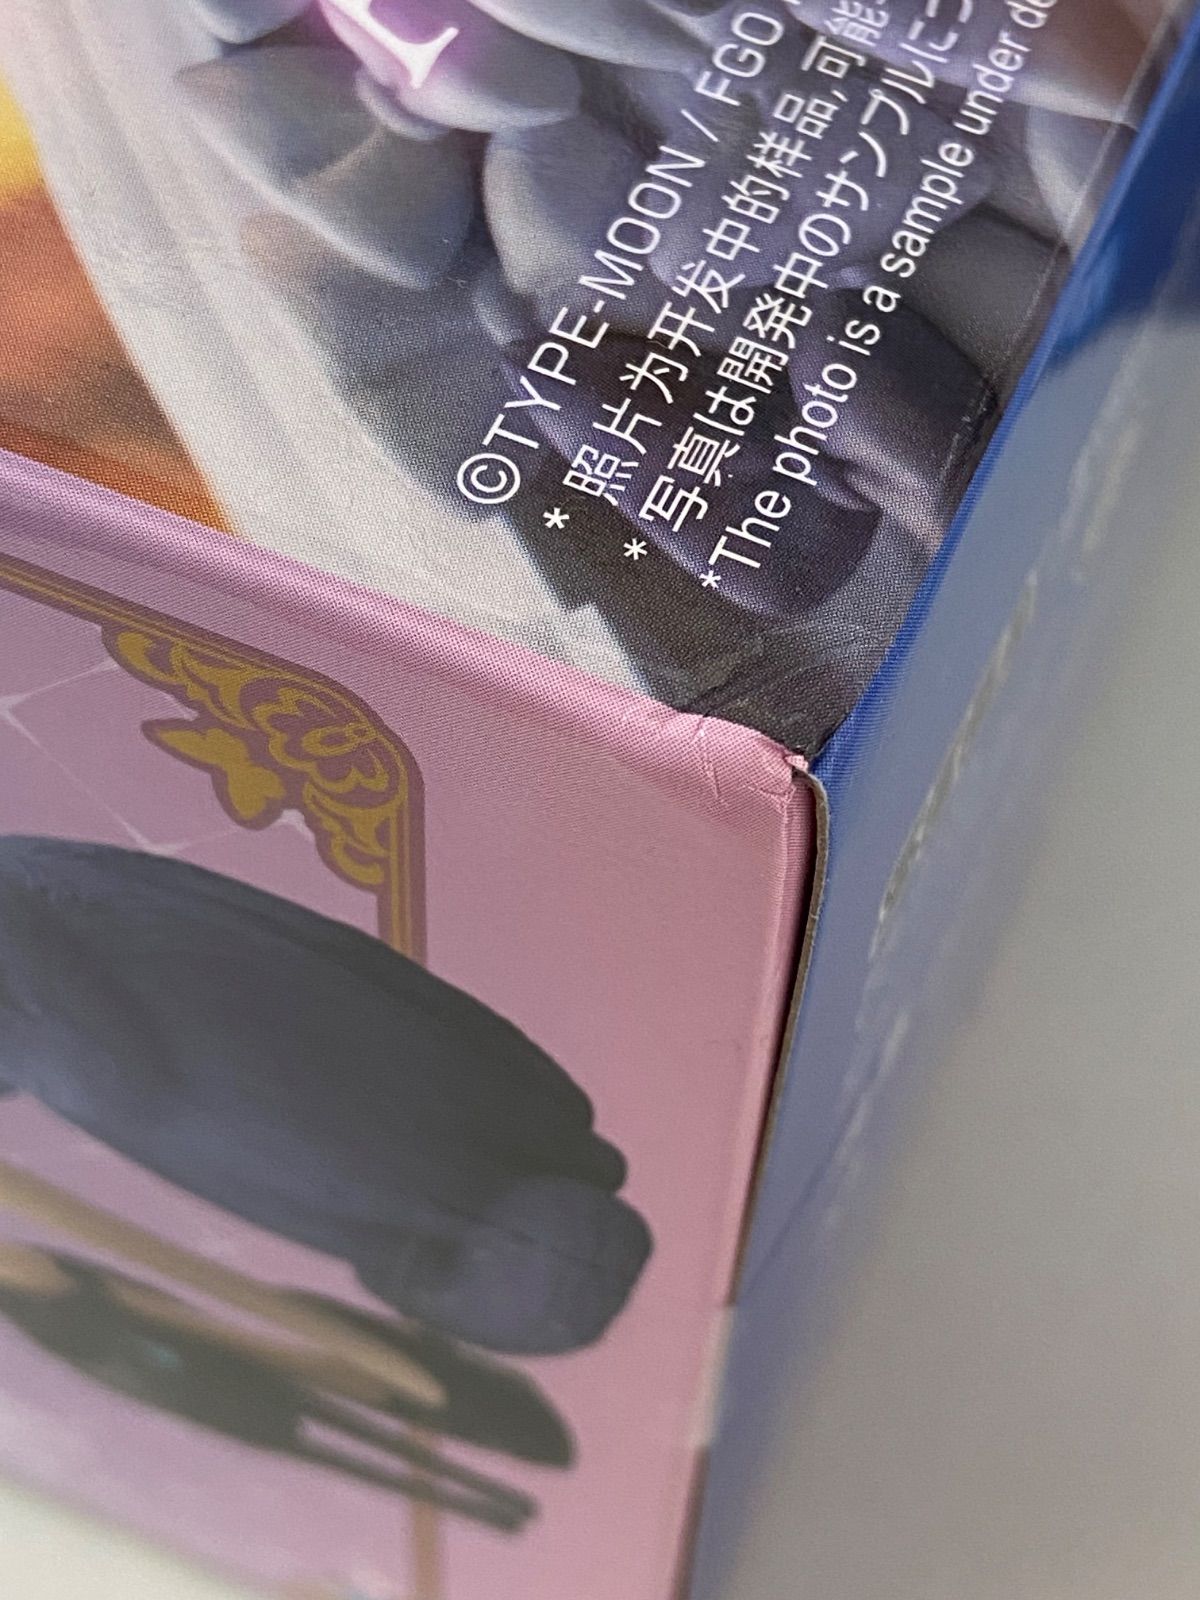 ©TYPE-MOON / FGO
* 照片为开发中的样品,可能
* 写真は開発中のサンプルに
*The photo is a sample under